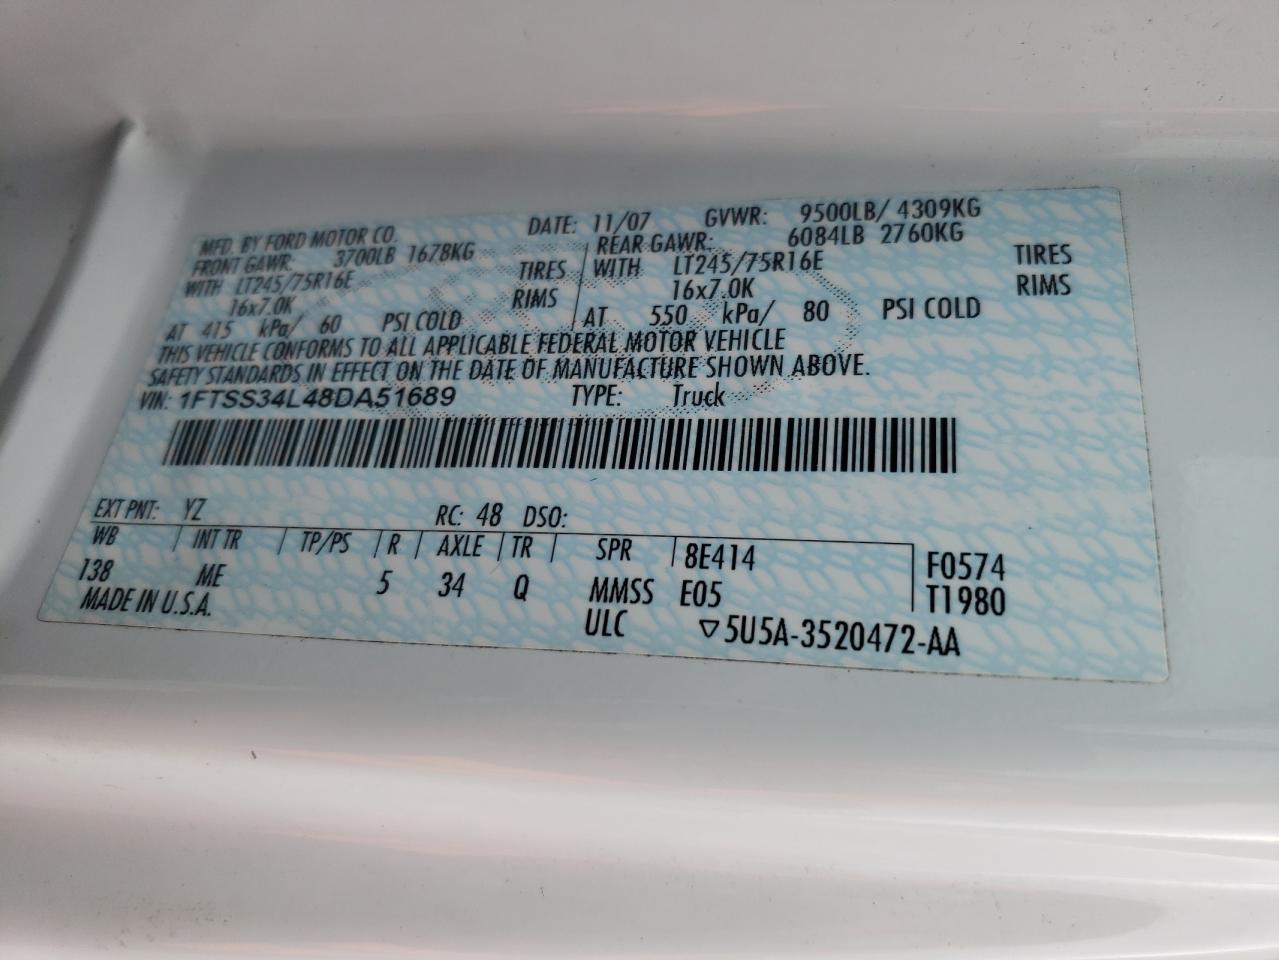 MFD. BY FORD MOTOR CO. DATE: 11/07 GVWR: 9500LB/ 4309KG
FRONT GAWR: 3700LB 1678KG REAR GAWR: 6084LB 2760KG
WITH LT245/75R16E TIRES WITH LT245/75R16E TIRES
16x7.0K RIMS 16x7.0K RIMS
AT 415 kPa/ 60 PSI COLD AT 550 kPa/ 80 PSI COLD
THIS VEHICLE CONFORMS TO ALL APPLICABLE FEDERAL MOTOR VEHICLE
SAFETY STANDARDS IN EFFECT ON THE DATE OF MANUFACTURE SHOWN ABOVE.
VIN: 1FTSS34L48DA51689 TYPE: Truck
EXT PNT: YZ RC: 48 DSO:
WB INT TR TP/PS R AXLE TR SPR 8E414 F0574
138 ME 5 34 Q MMSS E05 T1980
MADE IN U.S.A. ULC ▽5U5A-3520472-AA